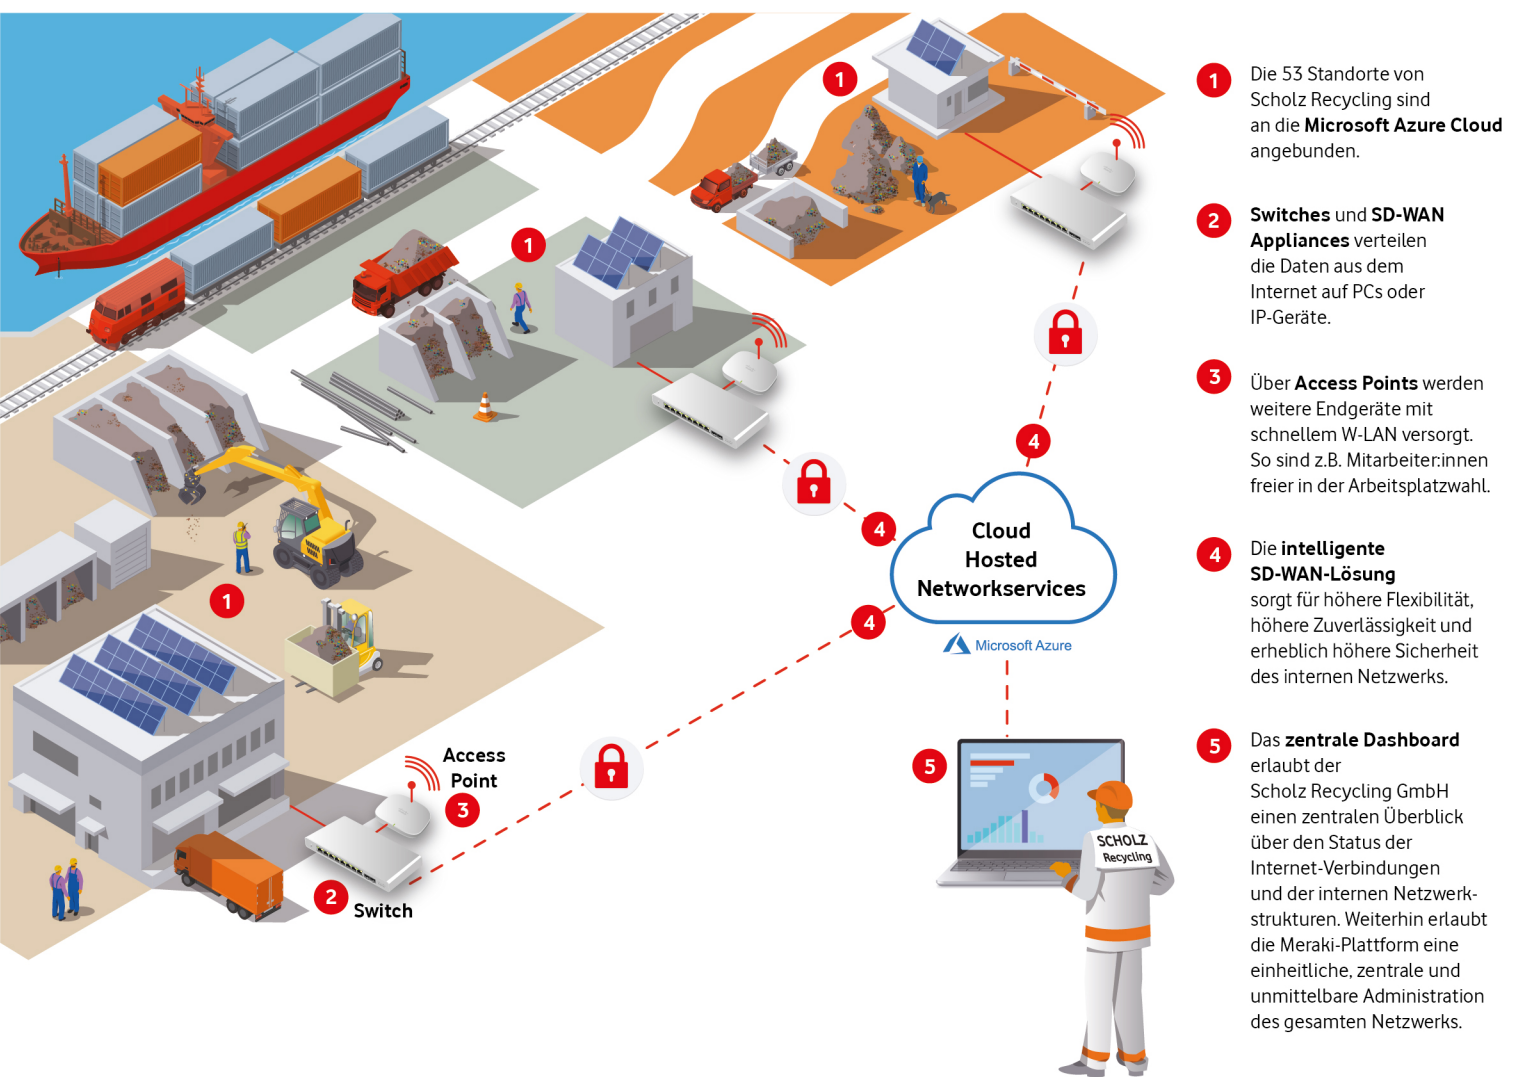 1
Die 53 Standorte von
Scholz Recycling sind
an die Microsoft Azure Cloud
angebunden.
2
Switches und SD-WAN
Appliances verteilen
die Daten aus dem
Internet auf PCs oder
IP-Geräte.
3
Über Access Points werden
weitere Endgeräte mit
schnellem W-LAN versorgt.
So sind z.B. Mitarbeiter:innen
freier in der Arbeitsplatzwahl.
4
Die intelligente
SD-WAN-Lösung
sorgt für höhere Flexibilität,
höhere Zuverlässigkeit und
erheblich höhere Sicherheit
des internen Netzwerks.
5
Das zentrale Dashboard
erlaubt der
Scholz Recycling GmbH
einen zentralen Überblick
über den Status der
Internet-Verbindungen
und der internen Netzwerk-
strukturen. Weiterhin erlaubt
die Meraki-Plattform eine
einheitliche, zentrale und
unmittelbare Administration
des gesamten Netzwerks.
1
1
1
4
4
4
Cloud
Hosted
Networkservices
Microsoft Azure
Access
Point
3
2
Switch
5
SCHOLZ
Recycling